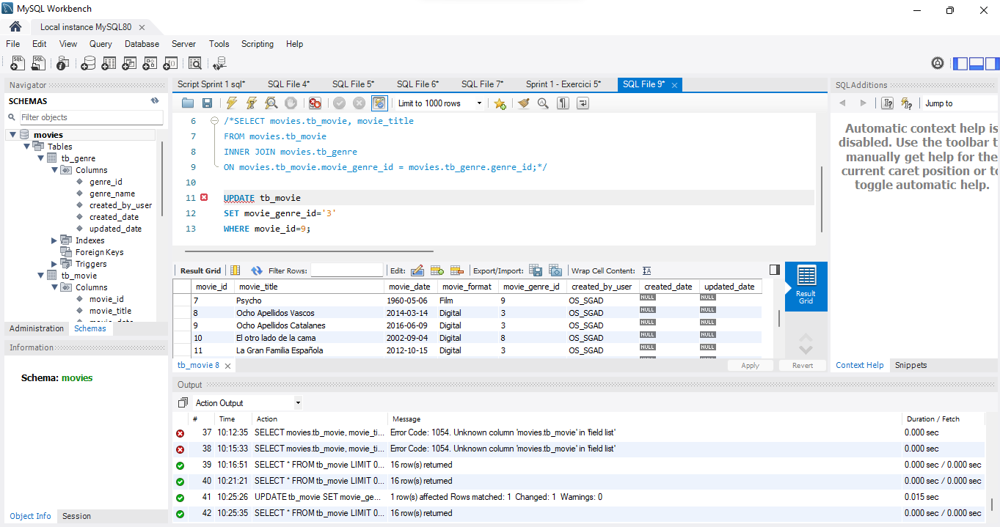 MySQL Workbench
Local instance MySQL80
File Edit View Query Database Server Tools Scripting Help
Navigator
SCHEMAS
Filter objects
movies
Tables
tb_genre
Columns
genre_id
genre_name
created_by_user
created_date
updated_date
Indexes
Foreign Keys
Triggers
tb_movie
Columns
movie_id
movie_title
Administration Schemas
Information
Schema: movies
Object Info Session
Script Sprint 1 sql* SQL File 4* SQL File 5* SQL File 6* SQL File 7* Sprint 1 - Exercici 5* SQL File 9*
Limit to 1000 rows
6 /*SELECT movies.tb_movie, movie_title
7 FROM movies.tb_movie
8 INNER JOIN movies.tb_genre
9 ON movies.tb_movie.movie_genre_id = movies.tb_genre.genre_id;*/
10
11 UPDATE tb_movie
12 SET movie_genre_id='3'
13 WHERE movie_id=9;
Result Grid Filter Rows: Edit: Export/Import: Wrap Cell Content:
movie_id movie_title movie_date movie_format movie_genre_id created_by_user created_date updated_date
7 Psycho 1960-05-06 Film 9 OS_SGAD NULL NULL
8 Ocho Apellidos Vascos 2014-03-14 Digital 3 OS_SGAD NULL NULL
9 Ocho Apellidos Catalanes 2016-06-09 Digital 3 OS_SGAD NULL NULL
10 El otro lado de la cama 2002-09-04 Digital 8 OS_SGAD NULL NULL
11 La Gran Familia Española 2012-10-15 Digital 3 OS_SGAD NULL NULL
Result
Grid
tb_movie 8 Apply Revert
SQLAdditions
Jump to
Automatic context help is
disabled. Use the toolbar t
manually get help for the
current caret position or to
toggle automatic help.
Context Help Snippets
Output
Action Output
# Time Action Message Duration / Fetch
37 10:12:35 SELECT movies.tb_movie, movie_ti... Error Code: 1054. Unknown column 'movies.tb_movie' in 'field list' 0.000 sec
38 10:15:33 SELECT movies.tb_movie, movie_ti... Error Code: 1054. Unknown column 'movies.tb_movie' in 'field list' 0.000 sec
39 10:16:51 SELECT * FROM tb_movie LIMIT 0... 16 row(s) returned 0.000 sec / 0.000 sec
40 10:21:21 SELECT * FROM tb_movie LIMIT 0... 16 row(s) returned 0.000 sec / 0.000 sec
41 10:25:26 UPDATE tb_movie SET movie_ge... 1 row(s) affected Rows matched: 1 Changed: 1 Warnings: 0 0.015 sec
42 10:25:35 SELECT * FROM tb_movie LIMIT 0... 16 row(s) returned 0.000 sec / 0.000 sec